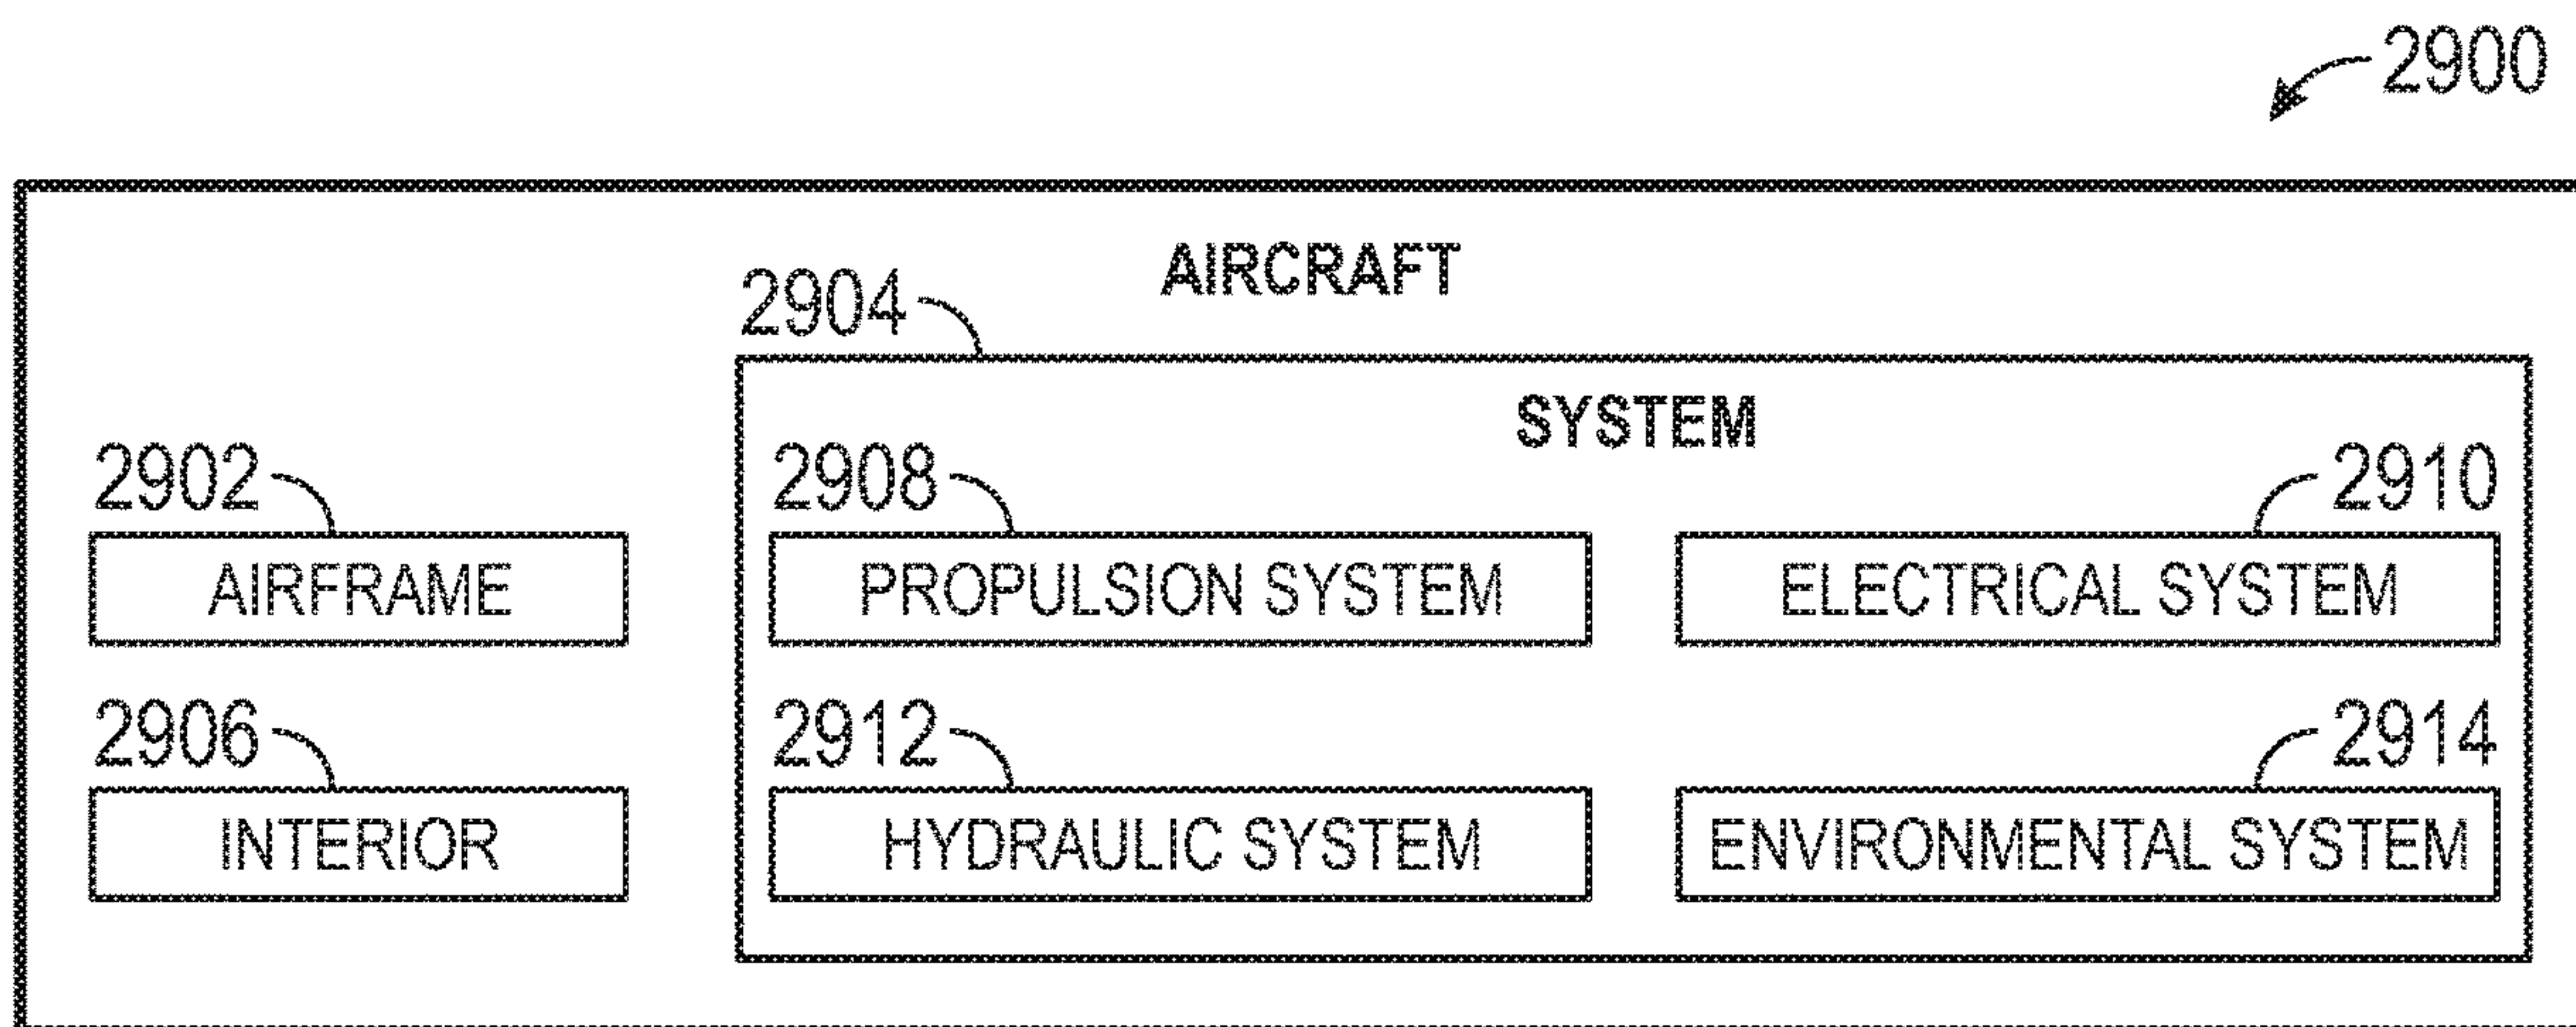 2900
AIRCRAFT
2904
SYSTEM
2902
2908
2910
AIRFRAME
PROPULSION SYSTEM
ELECTRICAL SYSTEM
2906
2912
2914
INTERIOR
HYDRAULIC SYSTEM
ENVIRONMENTAL SYSTEM